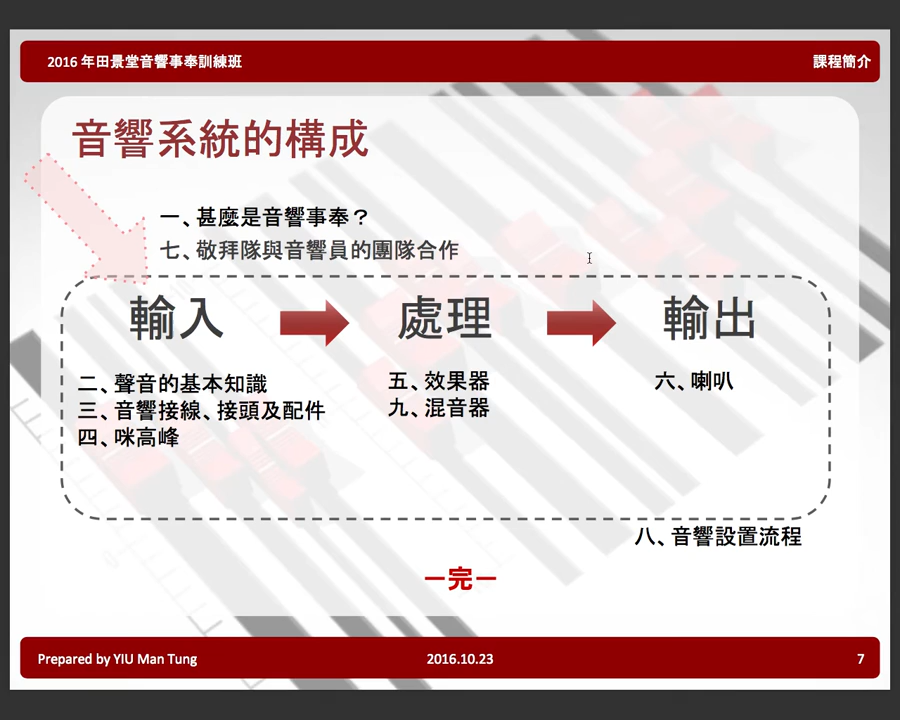 2016 年田景堂音響事奉訓練班
課程簡介
音響系統的構成
一、甚麼是音響事奉？
七、敬拜隊與音響員的團隊合作
輸入
處理
輸出
二、聲音的基本知識
三、音響接線、接頭及配件
四、咪高峰
五、效果器
九、混音器
六、喇叭
八、音響設置流程
－完－
Prepared by YIU Man Tung
2016.10.23
7